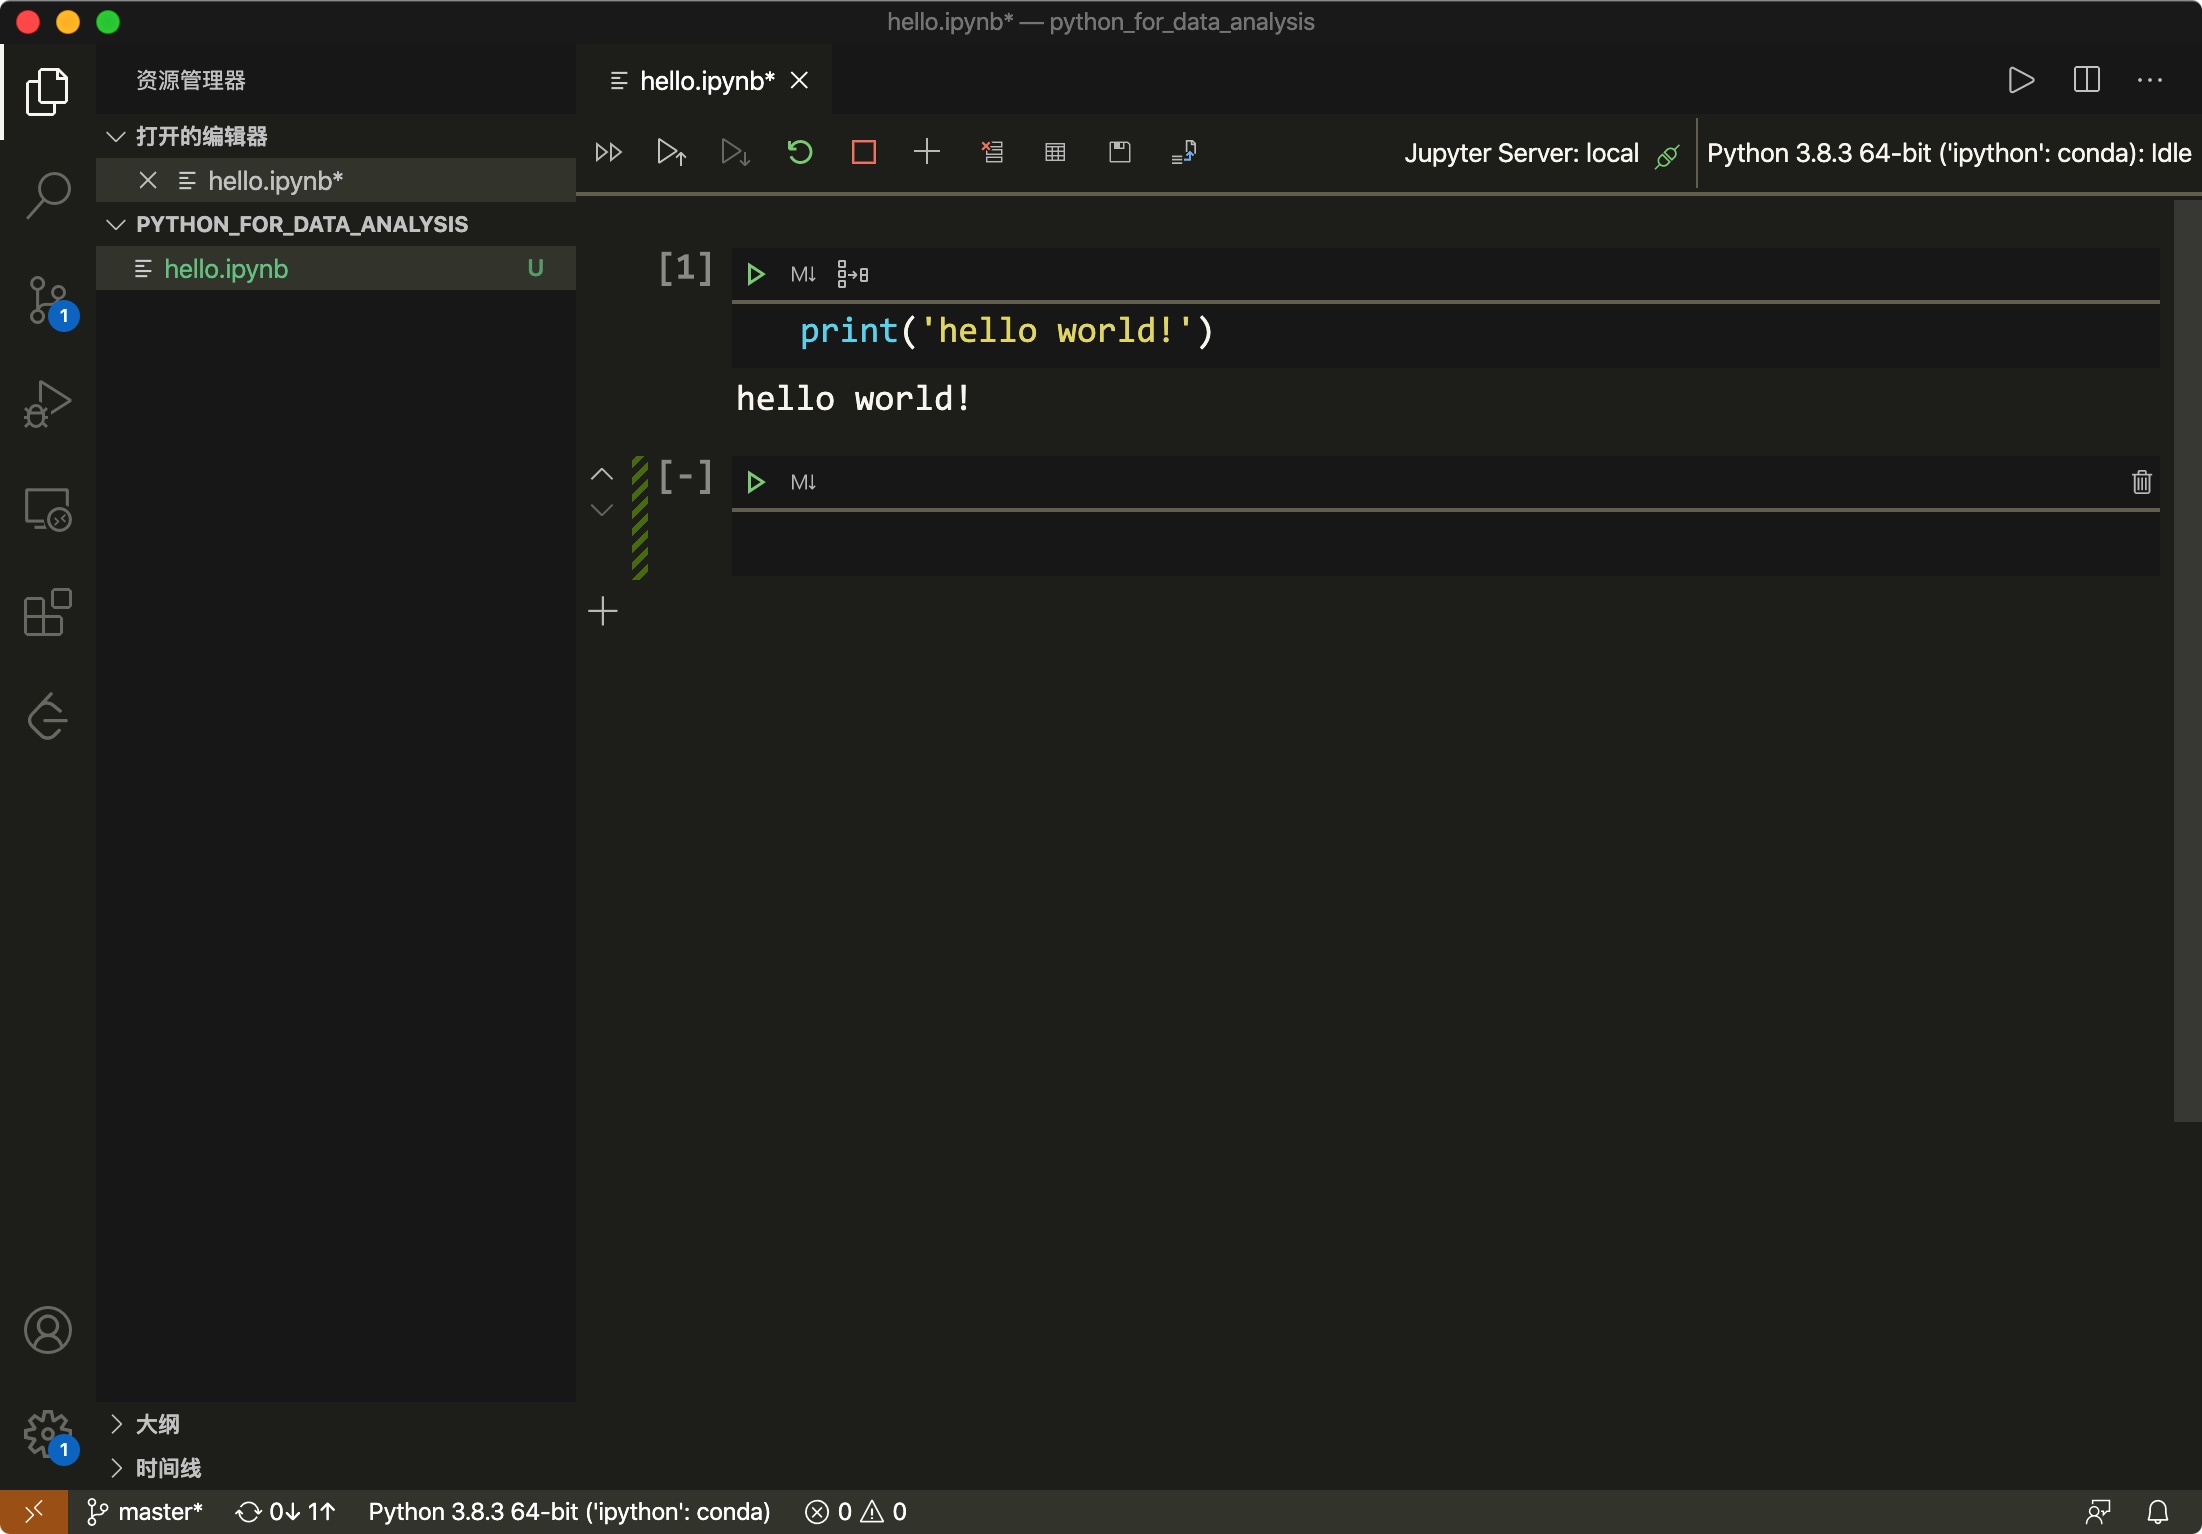 hello.ipynb* — python_for_data_analysis
资源管理器
打开的编辑器
hello.ipynb*
PYTHON_FOR_DATA_ANALYSIS
hello.ipynb U
大纲
时间线
hello.ipynb*
Jupyter Server: local
Python 3.8.3 64-bit ('ipython': conda): Idle
[1]
M↓
print('hello world!')
hello world!
[-]
M↓
1
1
master* 0↓ 1↑ Python 3.8.3 64-bit ('ipython': conda) 0 0